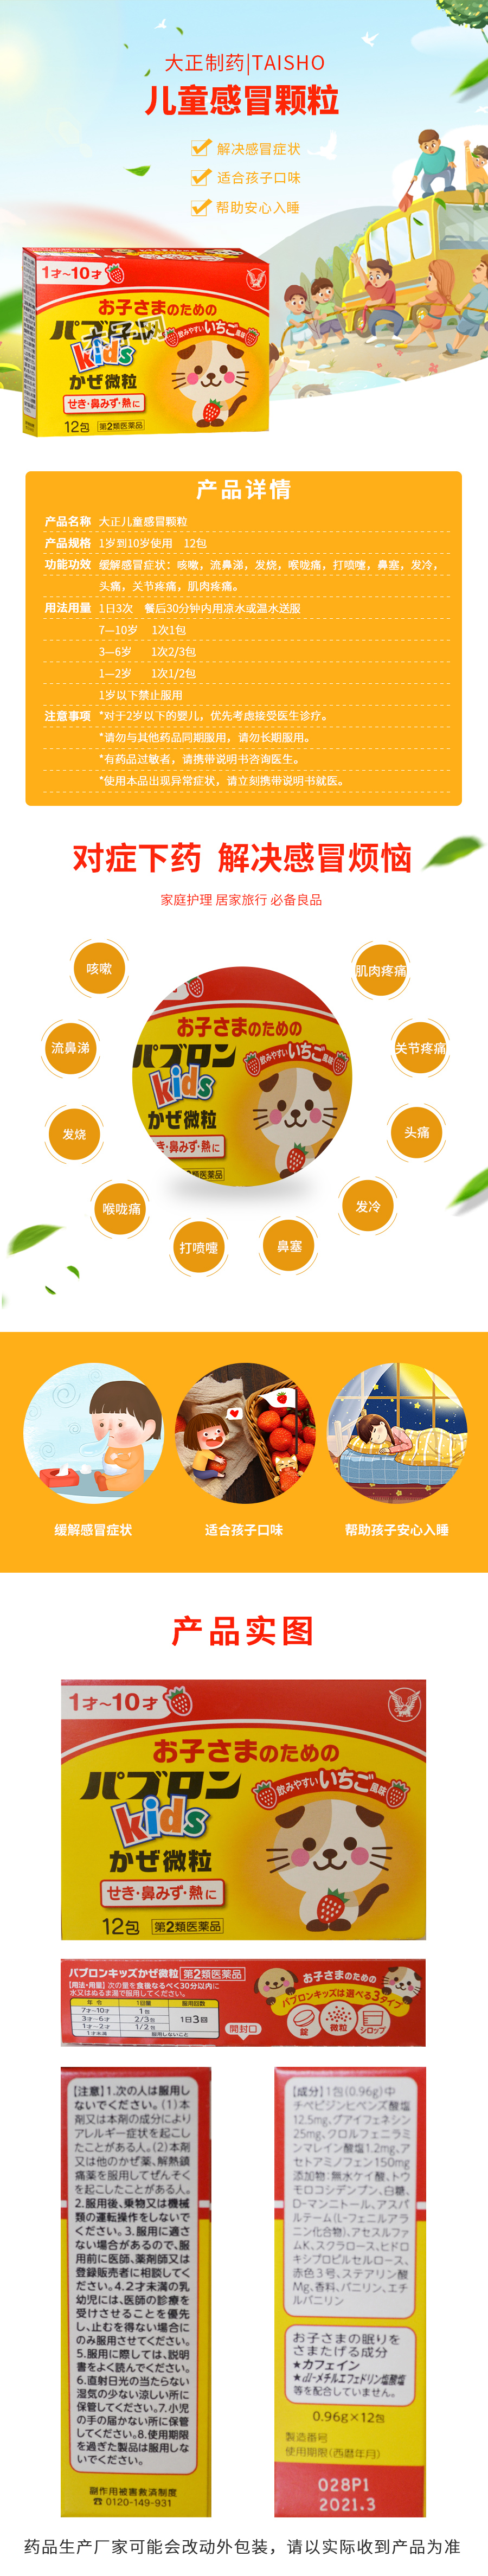 大正制药|TAISHO
儿童感冒颗粒
解决感冒症状
适合孩子口味
帮助安心入睡
1才~10才
お子さまのための
パブロン
kids
飲みやすいいちご風味
かぜ微粒
せき・鼻みず・熱に
12包 第2類医薬品
产品详情
产品名称 大正儿童感冒颗粒
产品规格 1岁到10岁使用 12包
功能功效 缓解感冒症状：咳嗽，流鼻涕，发烧，喉咙痛，打喷嚏，鼻塞，发冷，
头痛，关节疼痛，肌肉疼痛。
用法用量 1日3次 餐后30分钟内用凉水或温水送服
7—10岁 1次1包
3—6岁 1次2/3包
1—2岁 1次1/2包
1岁以下禁止服用
注意事项 *对于2岁以下的婴儿，优先考虑接受医生诊疗。
*请勿与其他药品同期服用，请勿长期服用。
*有药品过敏者，请携带说明书咨询医生。
*使用本品出现异常症状，请立刻携带说明书就医。
对症下药 解决感冒烦恼
家庭护理 居家旅行 必备良品
咳嗽
肌肉疼痛
流鼻涕
关节疼痛
发烧
头痛
喉咙痛
发冷
打喷嚏
鼻塞
お子さまのための
パブロン
kids
飲みやすいいちご風味
かぜ微粒
き・鼻みず・熱に
類医薬品
缓解感冒症状
适合孩子口味
帮助孩子安心入睡
产品实图
1才~10才
お子さまのための
パブロン
kids
飲みやすいいちご風味
かぜ微粒
せき・鼻みず・熱に
12包 第2類医薬品
パブロンキッズかぜ微粒 第2類医薬品
【用法・用量】次の量を食後なるべく30分以内に
水又はぬるま湯で服用してください。
年令 1回量 服用回数
7才~10才 1包
3才~6才 2/3包 1日3回
1才~2才 1/2包
1才未満 服用しないこと
開封口
お子さまのための
パブロンキッズは選べる3タイプ
錠 微粒 シロップ
【注意】1.次の人は服用し
ないでください。(1)本
剤又は本剤の成分により
アレルギー症状を起こし
たことがある人。(2)本剤
又は他のかぜ薬、解熱鎮
痛薬を服用してぜんそく
を起こしたことがある人。
2.服用後、乗物又は機械
類の運転操作をしないで
ください。3.服用に適さ
ない場合があるので、服
用前に医師、薬剤師又は
登録販売者に相談してく
ださい。4.2才未満の乳
幼児には、医師の診療を
受けさせることを優先
し、止むを得ない場合に
のみ服用させてください。
5.服用に際しては、説明
書をよく読んでください。
6.直射日光の当たらない
湿気の少ない涼しい所に
保管してください。7.小児
の手の届かない所に保管
してください。8.使用期限
を過ぎた製品は服用しな
いでください。
副作用被害救済制度
☎ 0120-149-931
【成分】1包(0.96g)中
チペピジンヒベンズ酸塩
12.5mg、グアイフェネシン
25mg、クロルフェニラミ
ンマレイン酸塩1.2mg、ア
セトアミノフェン150mg
添加物:無水ケイ酸、トウ
モロコシデンプン、白糖、
D-マンニトール、アスパ
ルテーム(L-フェニルアラ
ニン化合物)、アセスルファ
ムK、スクラロース、ヒドロ
キシプロピルセルロース、
赤色3号、ステアリン酸
Mg、香料、バニリン、エチ
ルバニリン
お子さまの眠りを
さまたげる成分
★カフェイン
★dl-メチルエフェドリン塩酸塩
等を配合していません。
0.96g×12包
製造番号
使用期限(西暦年月)
028P1
2021.3
药品生产厂家可能会改动外包装，请以实际收到产品为准